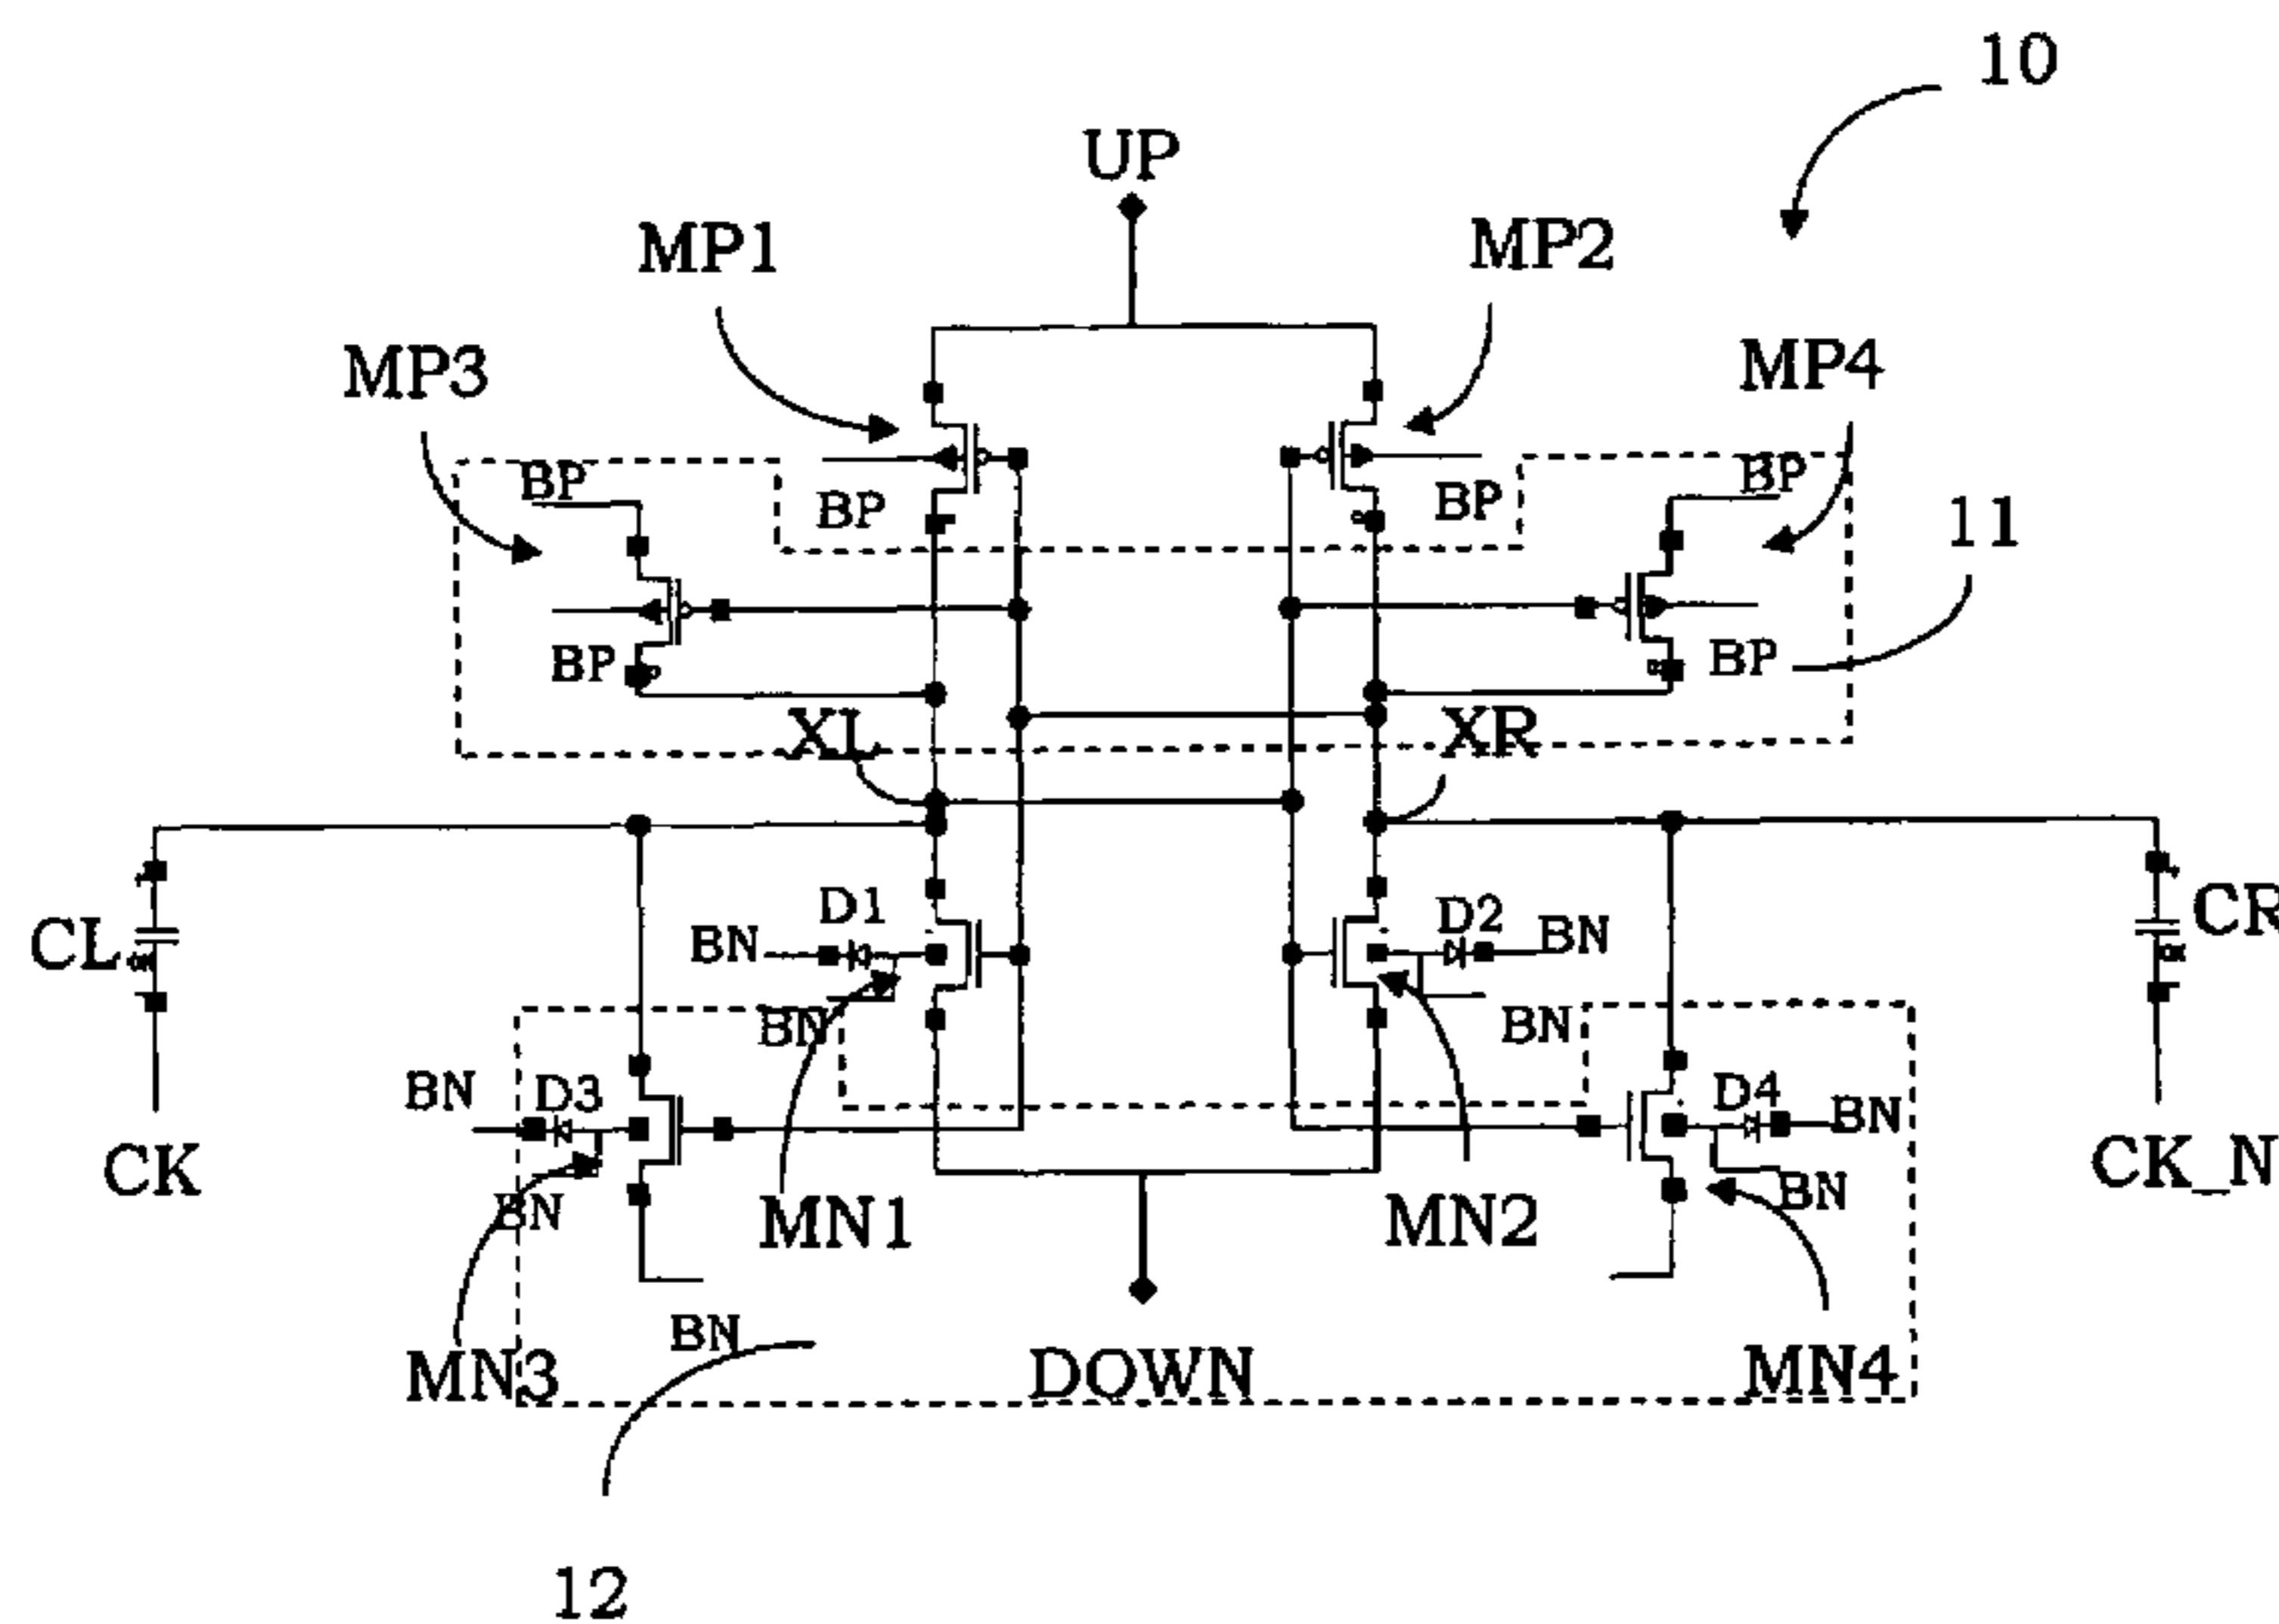 10
UP
MP1
MP2
MP3
MP4
BP
BP
BP
BP
11
BP
BP
XL
XR
D1
D2
CL
BN
BN
CR
BN
BN
BN
D3
D4
BN
CK
BN
BN
CK_N
MN1
MN2
BN
MN3
DOWN
MN4
12